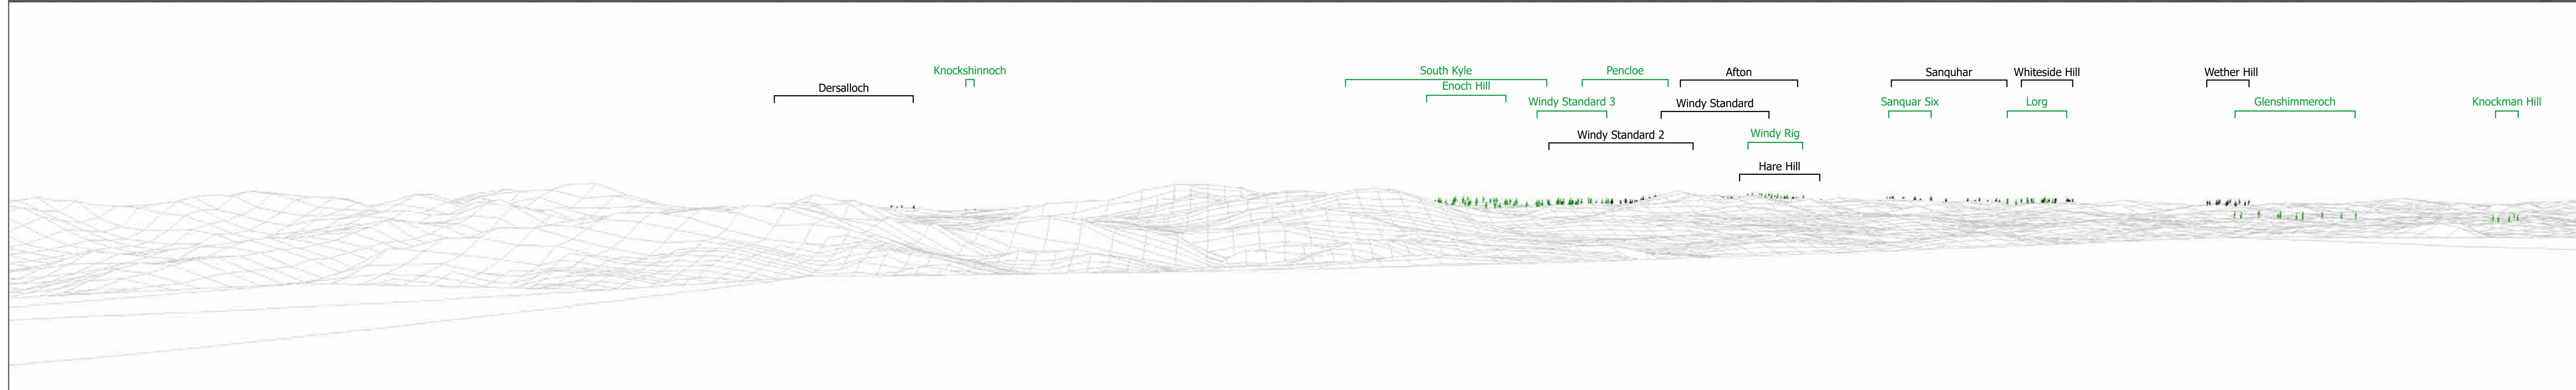 Knockshinnoch
South Kyle
Pencloe
Afton
Sanquhar
Whiteside Hill
Wether Hill
Dersalloch
Enoch Hill
Windy Standard 3
Windy Standard
Sanquar Six
Lorg
Glenshimmeroch
Knockman Hill
Windy Standard 2
Windy Rig
Hare Hill